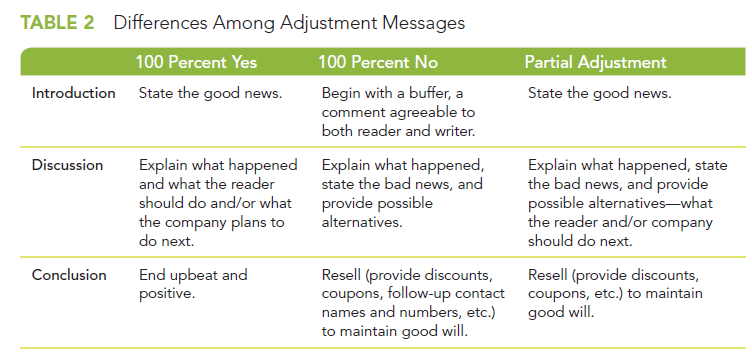 TABLE 2 Differences Among Adjustment Messages
100 Percent Yes 100 Percent No Partial Adjustment
Introduction State the good news. Begin with a buffer, a State the good news.
comment agreeable to
both reader and writer.
Discussion Explain what happened Explain what happened, Explain what happened, state
and what the reader state the bad news, and the bad news, and provide
should do and/or what provide possible possible alternatives—what
the company plans to alternatives. the reader and/or company
do next. should do next.
Conclusion End upbeat and Resell (provide discounts, Resell (provide discounts,
positive. coupons, follow-up contact coupons, etc.) to maintain
names and numbers, etc.) good will.
to maintain good will.